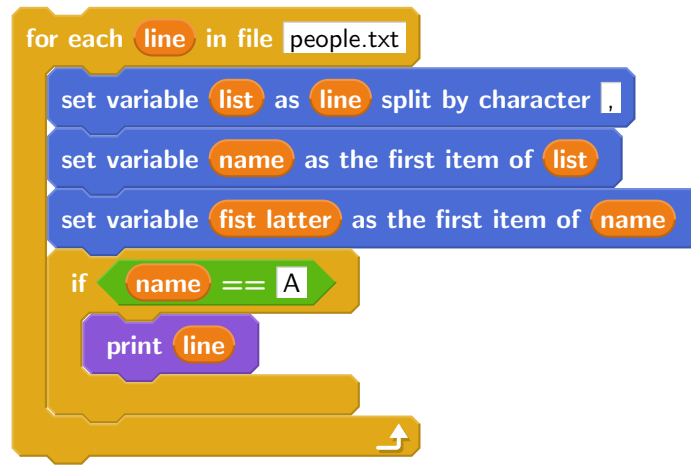 for each line in file people.txt
set variable list as line split by character ,
set variable name as the first item of list
set variable fist latter as the first item of name
if name == A
print line